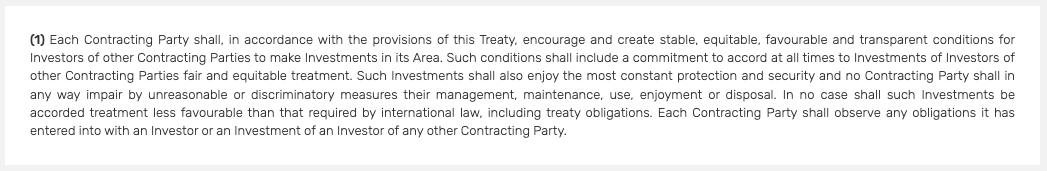 (1) Each Contracting Party shall, in accordance with the provisions of this Treaty, encourage and create stable, equitable, favourable and transparent conditions for
Investors of other Contracting Parties to make Investments in its Area. Such conditions shall include a commitment to accord at all times to Investments of Investors of
other Contracting Parties fair and equitable treatment. Such Investments shall also enjoy the most constant protection and security and no Contracting Party shall in
any way impair by unreasonable or discriminatory measures their management, maintenance, use, enjoyment or disposal. In no case shall such Investments be
accorded treatment less favourable than that required by international law, including treaty obligations. Each Contracting Party shall observe any obligations it has
entered into with an Investor or an Investment of an Investor of any other Contracting Party.